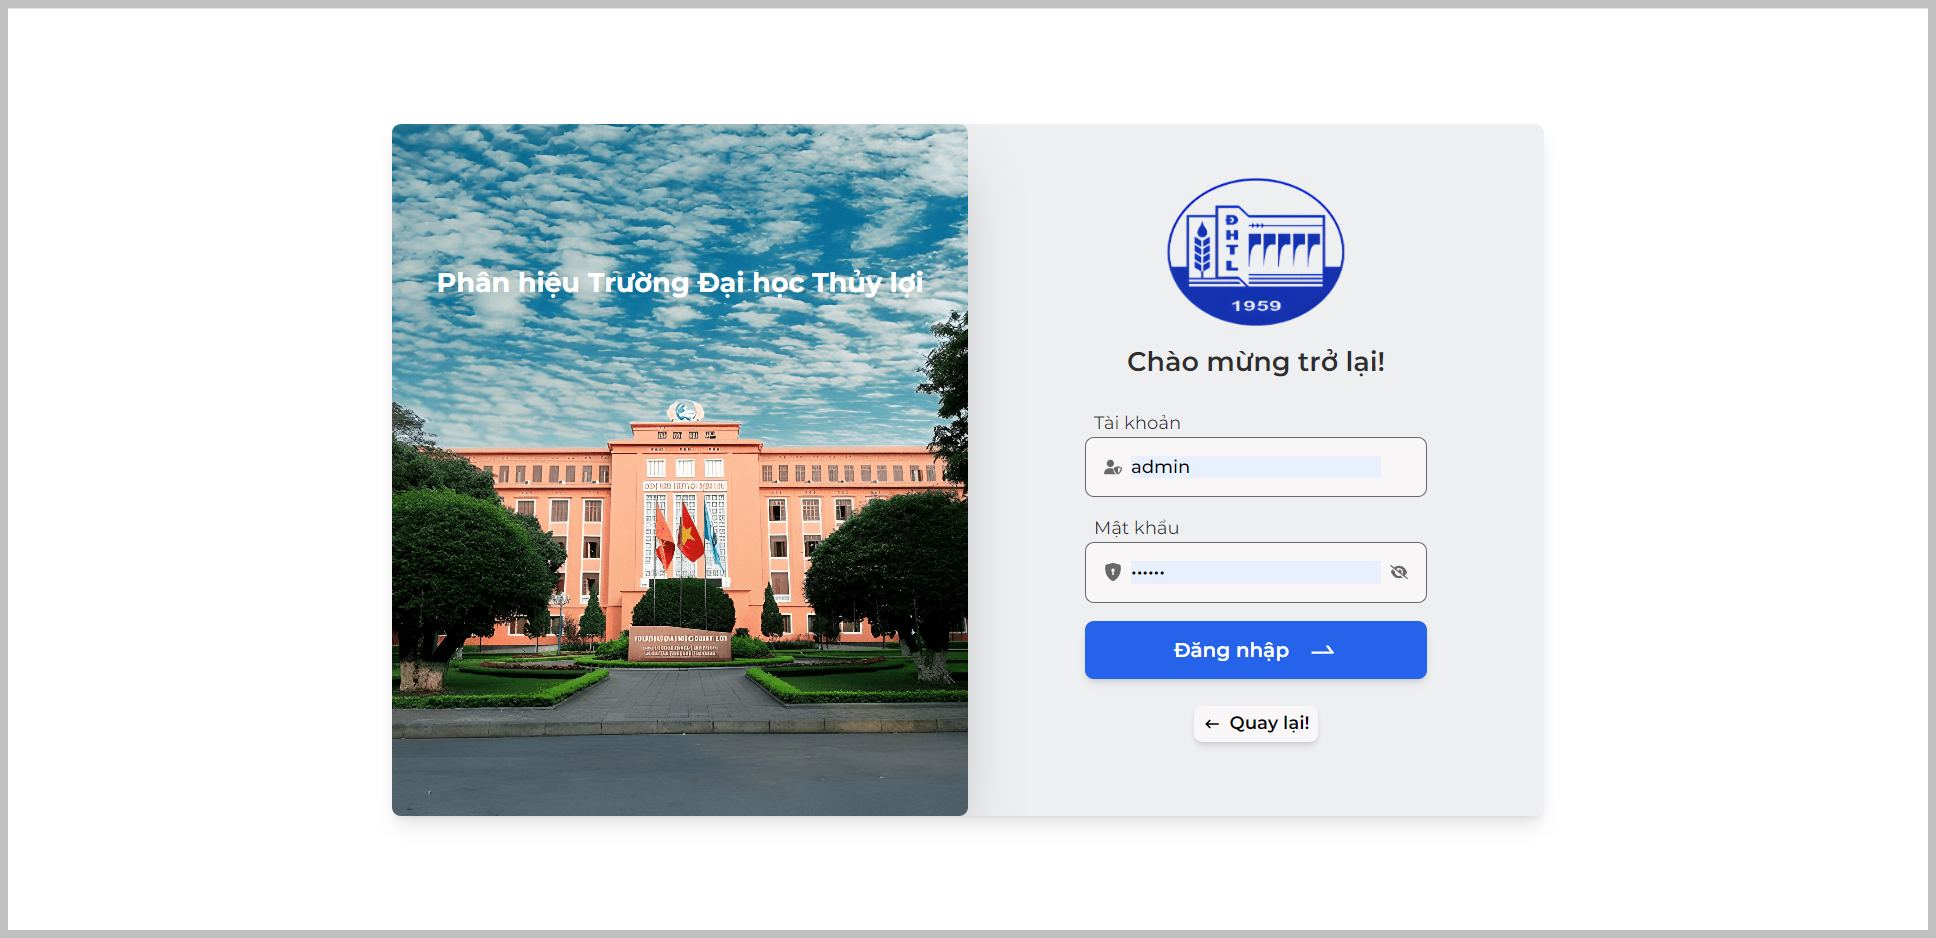 Phân hiệu Trường Đại học Thủy lợi
ĐHTL
1959
Chào mừng trở lại!
Tài khoản
admin
Mật khẩu
••••••
Đăng nhập
Quay lại!